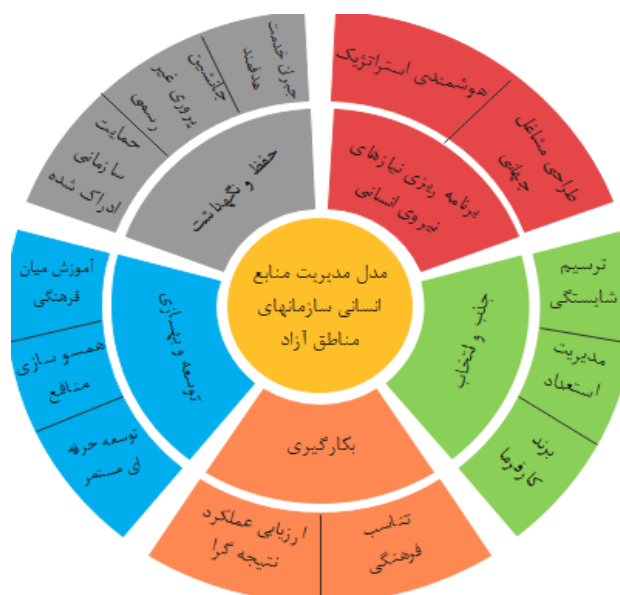 مدل مدیریت منابع
انسانی سازمانهای
مناطق آزاد
برنامه ریزی نیازهای
نیروی انسانی
هوشمندی استراتژیک
طراحی مشاغل
جهانی
جذب و انتخاب
ترسیم
شایستگی
مدیریت
استعداد
برند
کارفرما
بکارگیری
تناسب
فرهنگی
ارزیابی عملکرد
نتیجه گرا
توسعه و بهسازی
توسعه حرفه
ای مستمر
همسو سازی
منافع
آموزش میان
فرهنگی
حفظ و نگهداشت
حمایت
سازمانی
ادراک شده
جانشین
پروری غیر
رسمی
جبران خدمت
هدفمند